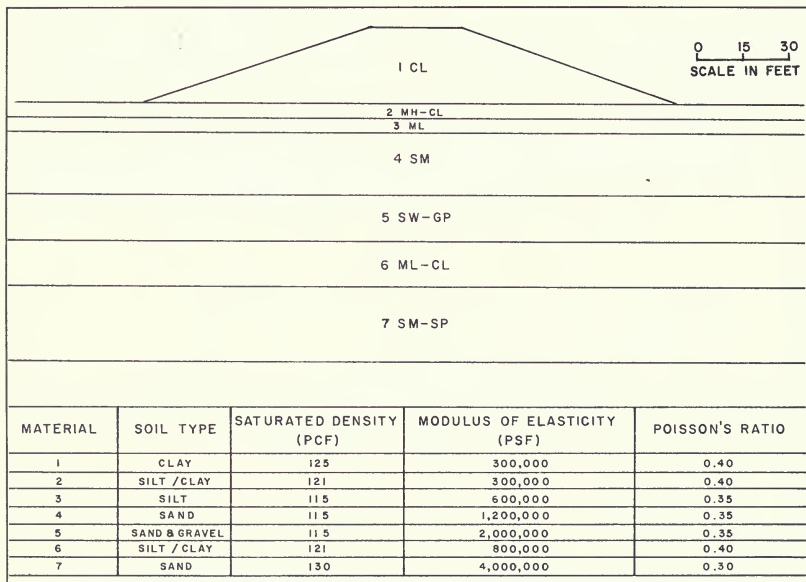 1 CL
0 15 30
SCALE IN FEET
2 MH-CL
3 ML
4 SM
5 SW-GP
6 ML-CL
7 SM-SP
MATERIAL SOIL TYPE SATURATED DENSITY (PCF) MODULUS OF ELASTICITY (PSF) POISSON'S RATIO
1 CLAY 125 300,000 0.40
2 SILT / CLAY 121 300,000 0.40
3 SILT 115 600,000 0.35
4 SAND 115 1,200,000 0.35
5 SAND & GRAVEL 115 2,000,000 0.35
6 SILT / CLAY 121 800,000 0.40
7 SAND 130 4,000,000 0.30